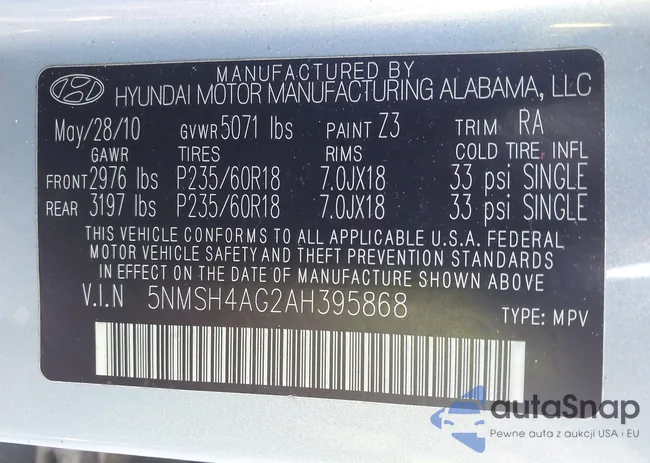 MANUFACTURED BY
HYUNDAI MOTOR MANUFACTURING ALABAMA, LLC
May/28/10 GVWR 5071 lbs PAINT Z3 TRIM RA
GAWR TIRES RIMS COLD TIRE. INFL
FRONT 2976 lbs P235/60R18 7.0JX18 33 psi SINGLE
REAR 3197 lbs P235/60R18 7.0JX18 33 psi SINGLE
THIS VEHICLE CONFORMS TO ALL APPLICABLE U.S.A. FEDERAL
MOTOR VEHICLE SAFETY AND THEFT PREVENTION STANDARDS
IN EFFECT ON THE DATE OF MANUFACTURE SHOWN ABOVE
V.I.N 5NMSH4AG2AH395868
TYPE: MPV
autaSnap
Pewne auta z aukcji USA i EU